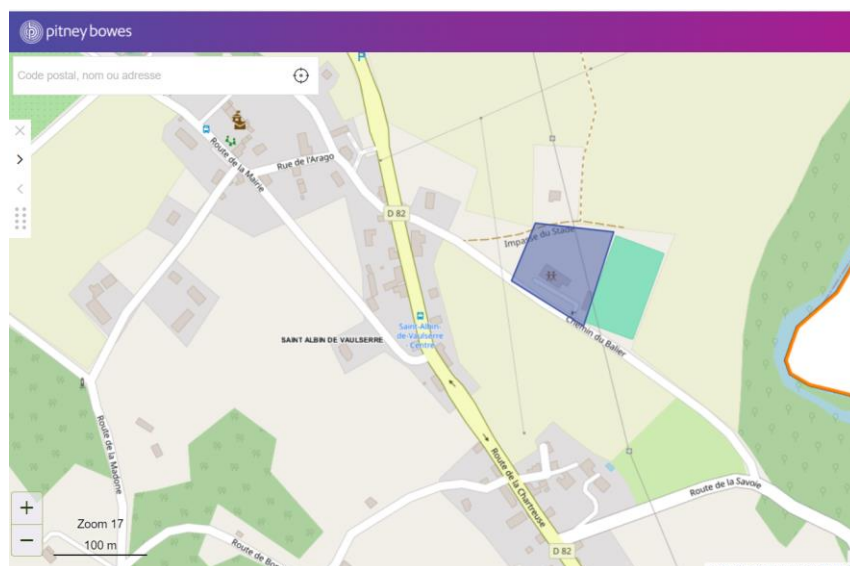 pitney bowes
P
Code postal, nom ou adresse
Route de la Mairie
Rue de l'Arago
D 82
Impasse du Stade
Chemin du Balier
Saint-Albin-
de-Vaulserre
- Centre
SAINT ALBIN DE VAULSERRE
Route de la Madone
Route de la Chartreuse
Route de la Savoie
+
Zoom 17
−
100 m
D 82